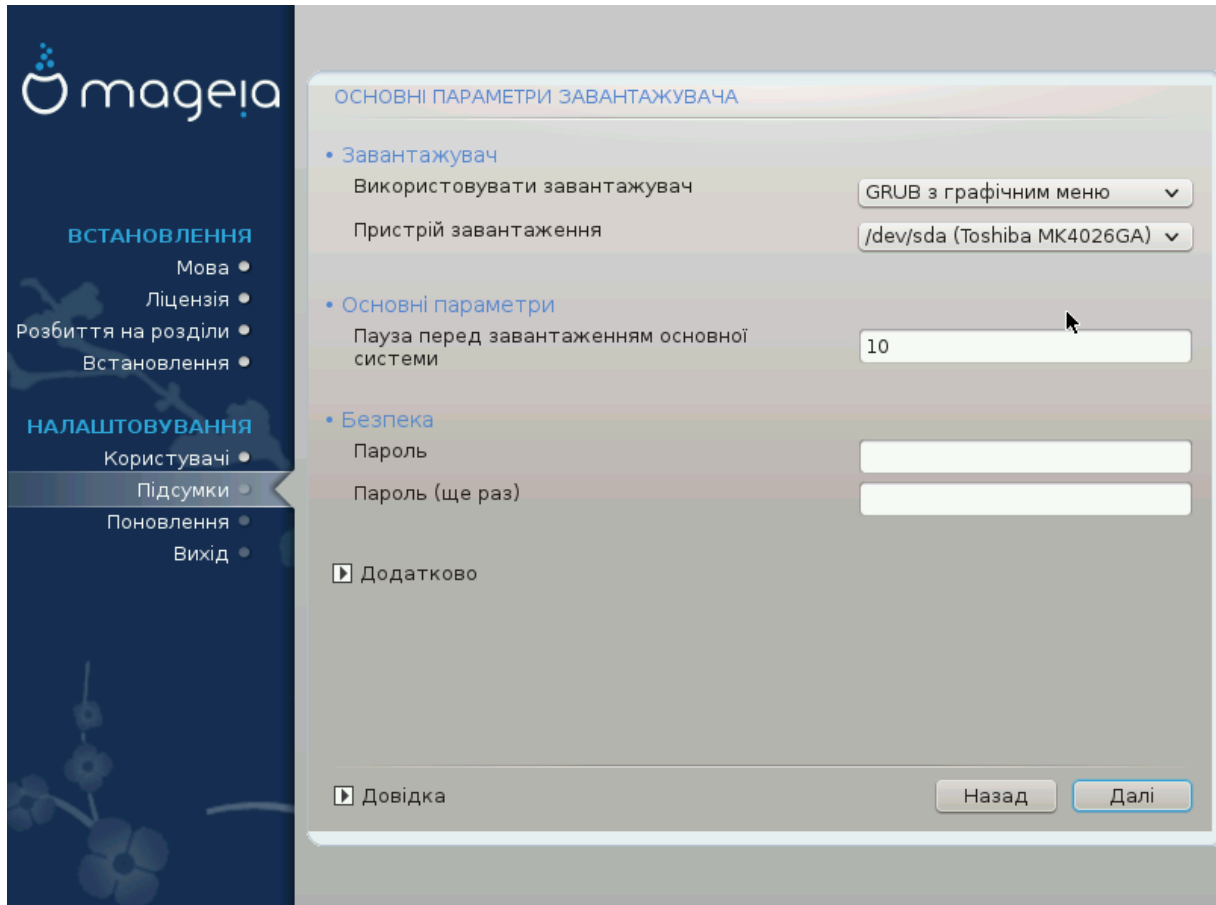 mageia
ВСТАНОВЛЕННЯ
Мова
Ліцензія
Розбиття на розділи
Встановлення
НАЛАШТОВУВАННЯ
Користувачі
Підсумки
Поновлення
Вихід
ОСНОВНІ ПАРАМЕТРИ ЗАВАНТАЖУВАЧА
• Завантажувач
Використовувати завантажувач
GRUB з графічним меню
Пристрій завантаження
/dev/sda (Toshiba MK4026GA)
• Основні параметри
Пауза перед завантаженням основної
системи
10
• Безпека
Пароль
Пароль (ще раз)
Додатково
Довідка
Назад
Далі